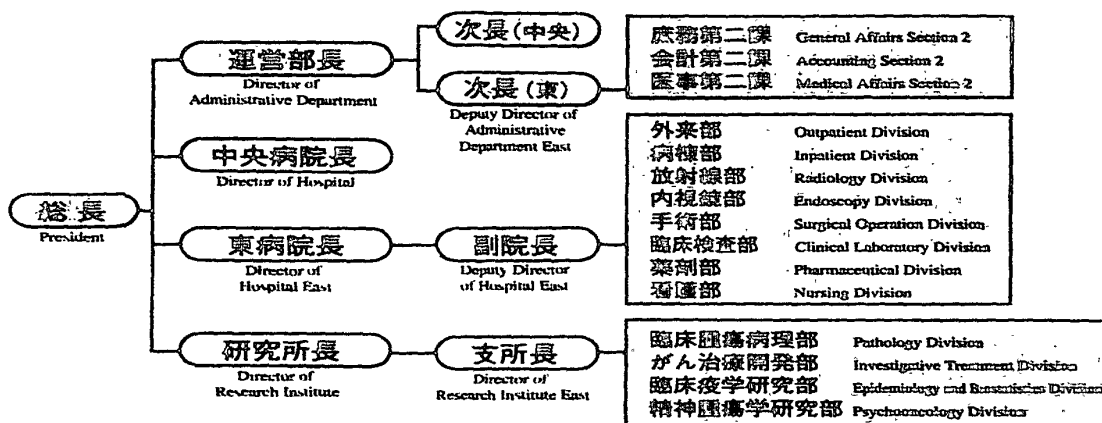 総長
President
運営部長
Director of
Administrative Department
次長(中央)
次長(東)
Deputy Director of
Administrative
Department East
庶務第二課 General Affairs Section 2
会計第二課 Accounting Section 2
医事第二課 Medical Affairs Section 2
中央病院長
Director of Hospital
東病院長
Director of
Hospital East
副院長
Deputy Director
of Hospital East
外来部 Outpatient Division
病棟部 Inpatient Division
放射線部 Radiology Division
内視鏡部 Endoscopy Division
手術部 Surgical Operation Division
臨床検査部 Clinical Laboratory Division
薬剤部 Pharmaceutical Division
看護部 Nursing Division
研究所長
Director of
Research Institute
支所長
Director of
Research Institute East
臨床腫瘍病理部 Pathology Division
がん治療開発部 Investigative Treatment Division
臨床疫学研究部 Epidemiology and Biostatistics Division
精神腫瘍学研究部 Psychooncology Division